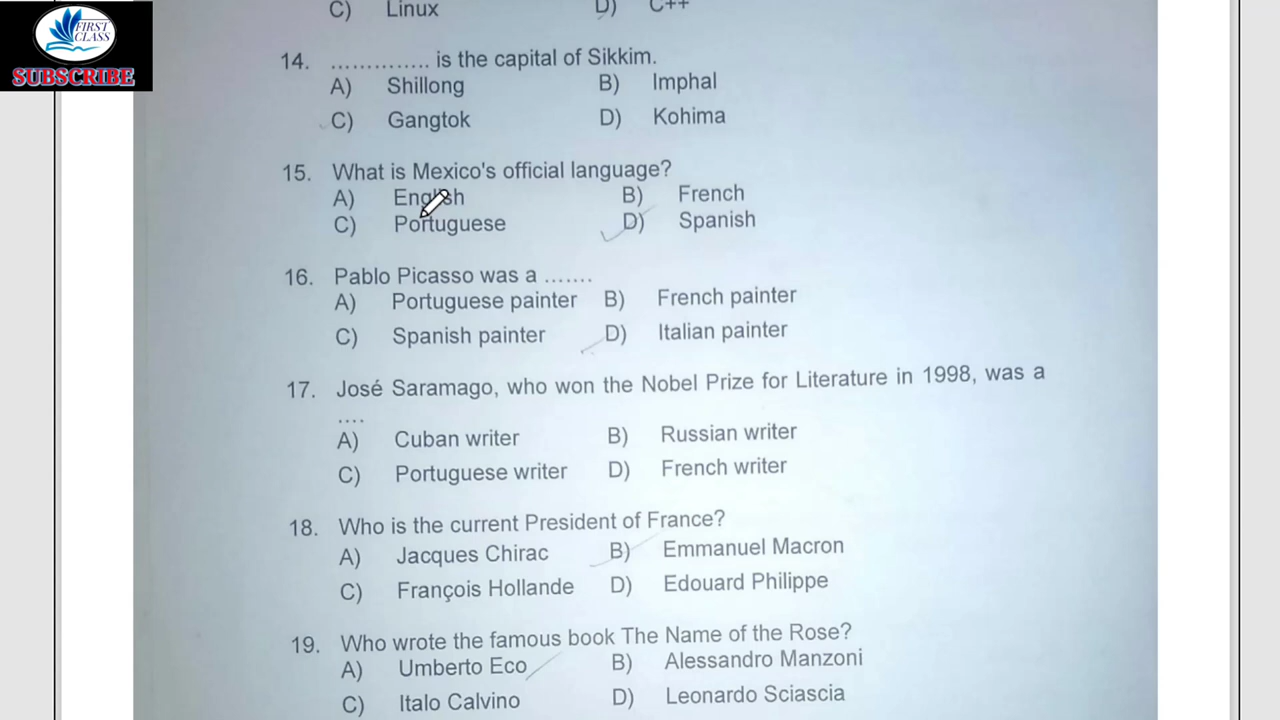 FIRST
CLASS
SUBSCRIBE
C) Linux D) C++
14. .............. is the capital of Sikkim.
A) Shillong B) Imphal
C) Gangtok D) Kohima
15. What is Mexico's official language?
A) English B) French
C) Portuguese D) Spanish
16. Pablo Picasso was a .......
A) Portuguese painter B) French painter
C) Spanish painter D) Italian painter
17. José Saramago, who won the Nobel Prize for Literature in 1998, was a
....
A) Cuban writer B) Russian writer
C) Portuguese writer D) French writer
18. Who is the current President of France?
A) Jacques Chirac B) Emmanuel Macron
C) François Hollande D) Edouard Philippe
19. Who wrote the famous book The Name of the Rose?
A) Umberto Eco B) Alessandro Manzoni
C) Italo Calvino D) Leonardo Sciascia